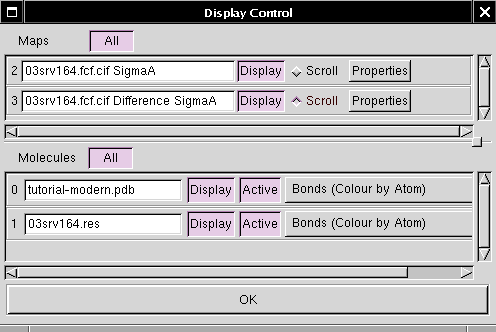 Display Control
Maps All
2 03srv164.fcf.cif SigmaA Display Scroll Properties
3 03srv164.fcf.cif Difference SigmaA Display Scroll Properties
Molecules All
0 tutorial-modern.pdb Display Active Bonds (Colour by Atom)
1 03srv164.res Display Active Bonds (Colour by Atom)
OK